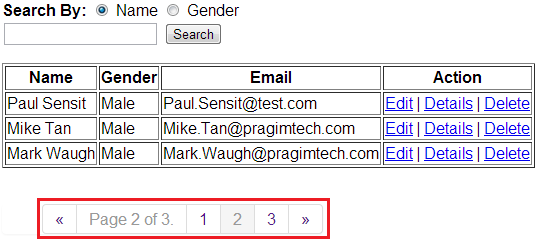 Search By: Name Gender
Search
Name Gender Email Action
Paul Sensit Male Paul.Sensit@test.com Edit | Details | Delete
Mike Tan Male Mike.Tan@pragimtech.com Edit | Details | Delete
Mark Waugh Male Mark.Waugh@pragimtech.com Edit | Details | Delete
« Page 2 of 3. 1 2 3 »